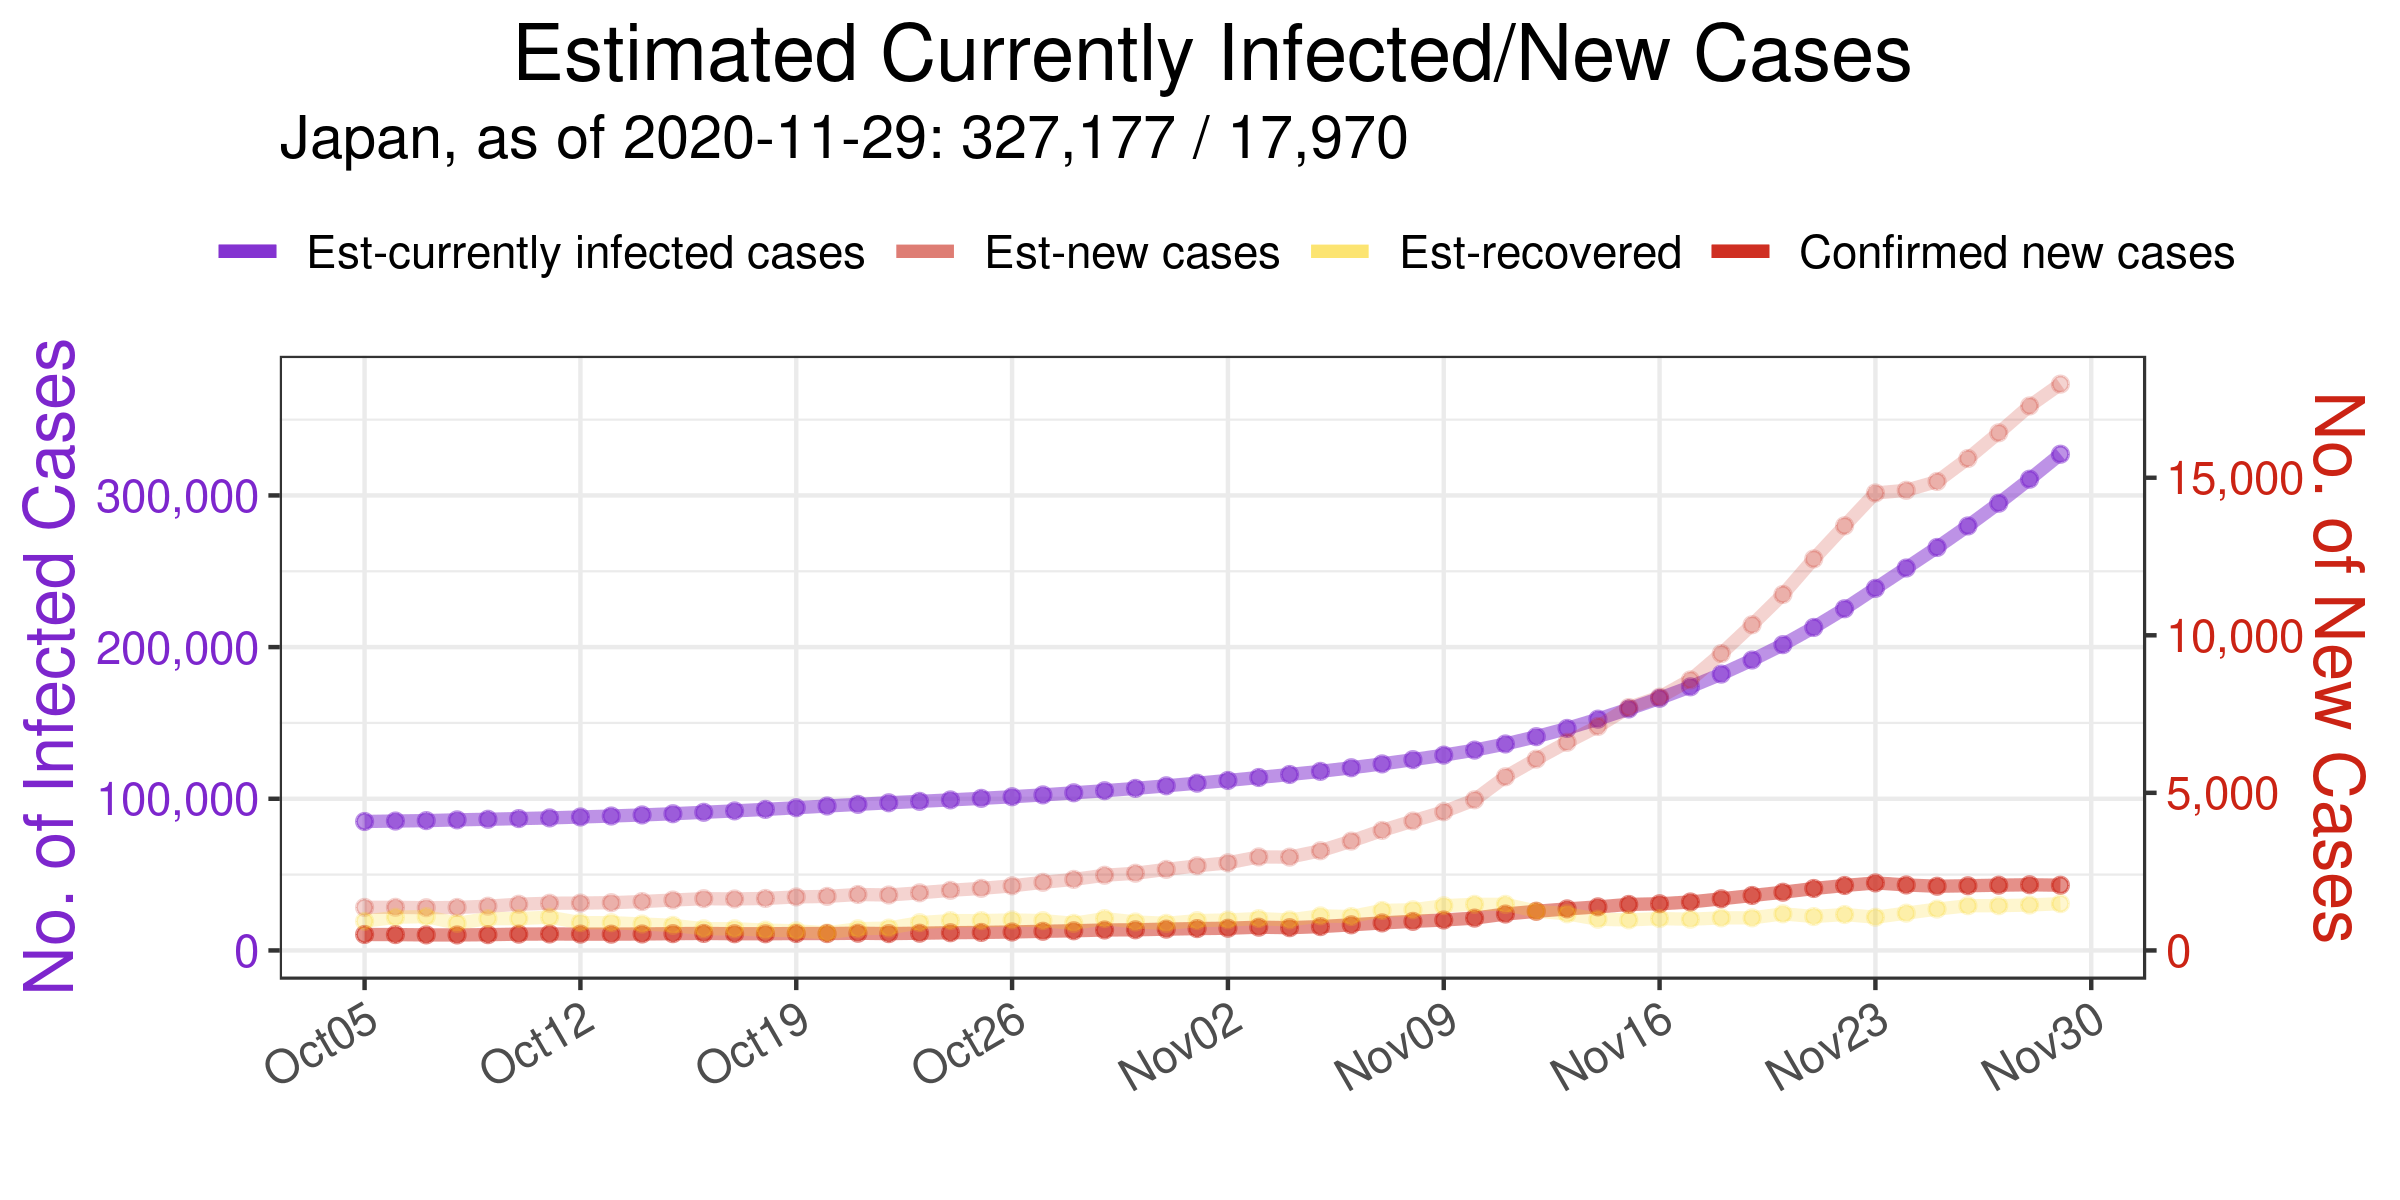 Estimated Currently Infected/New Cases
Japan, as of 2020-11-29: 327,177 / 17,970
Est-currently infected cases Est-new cases Est-recovered Confirmed new cases
No. of Infected Cases
300,000
200,000
100,000
0
15,000
10,000
5,000
0
No. of New Cases
Oct05 Oct12 Oct19 Oct26 Nov02 Nov09 Nov16 Nov23 Nov30